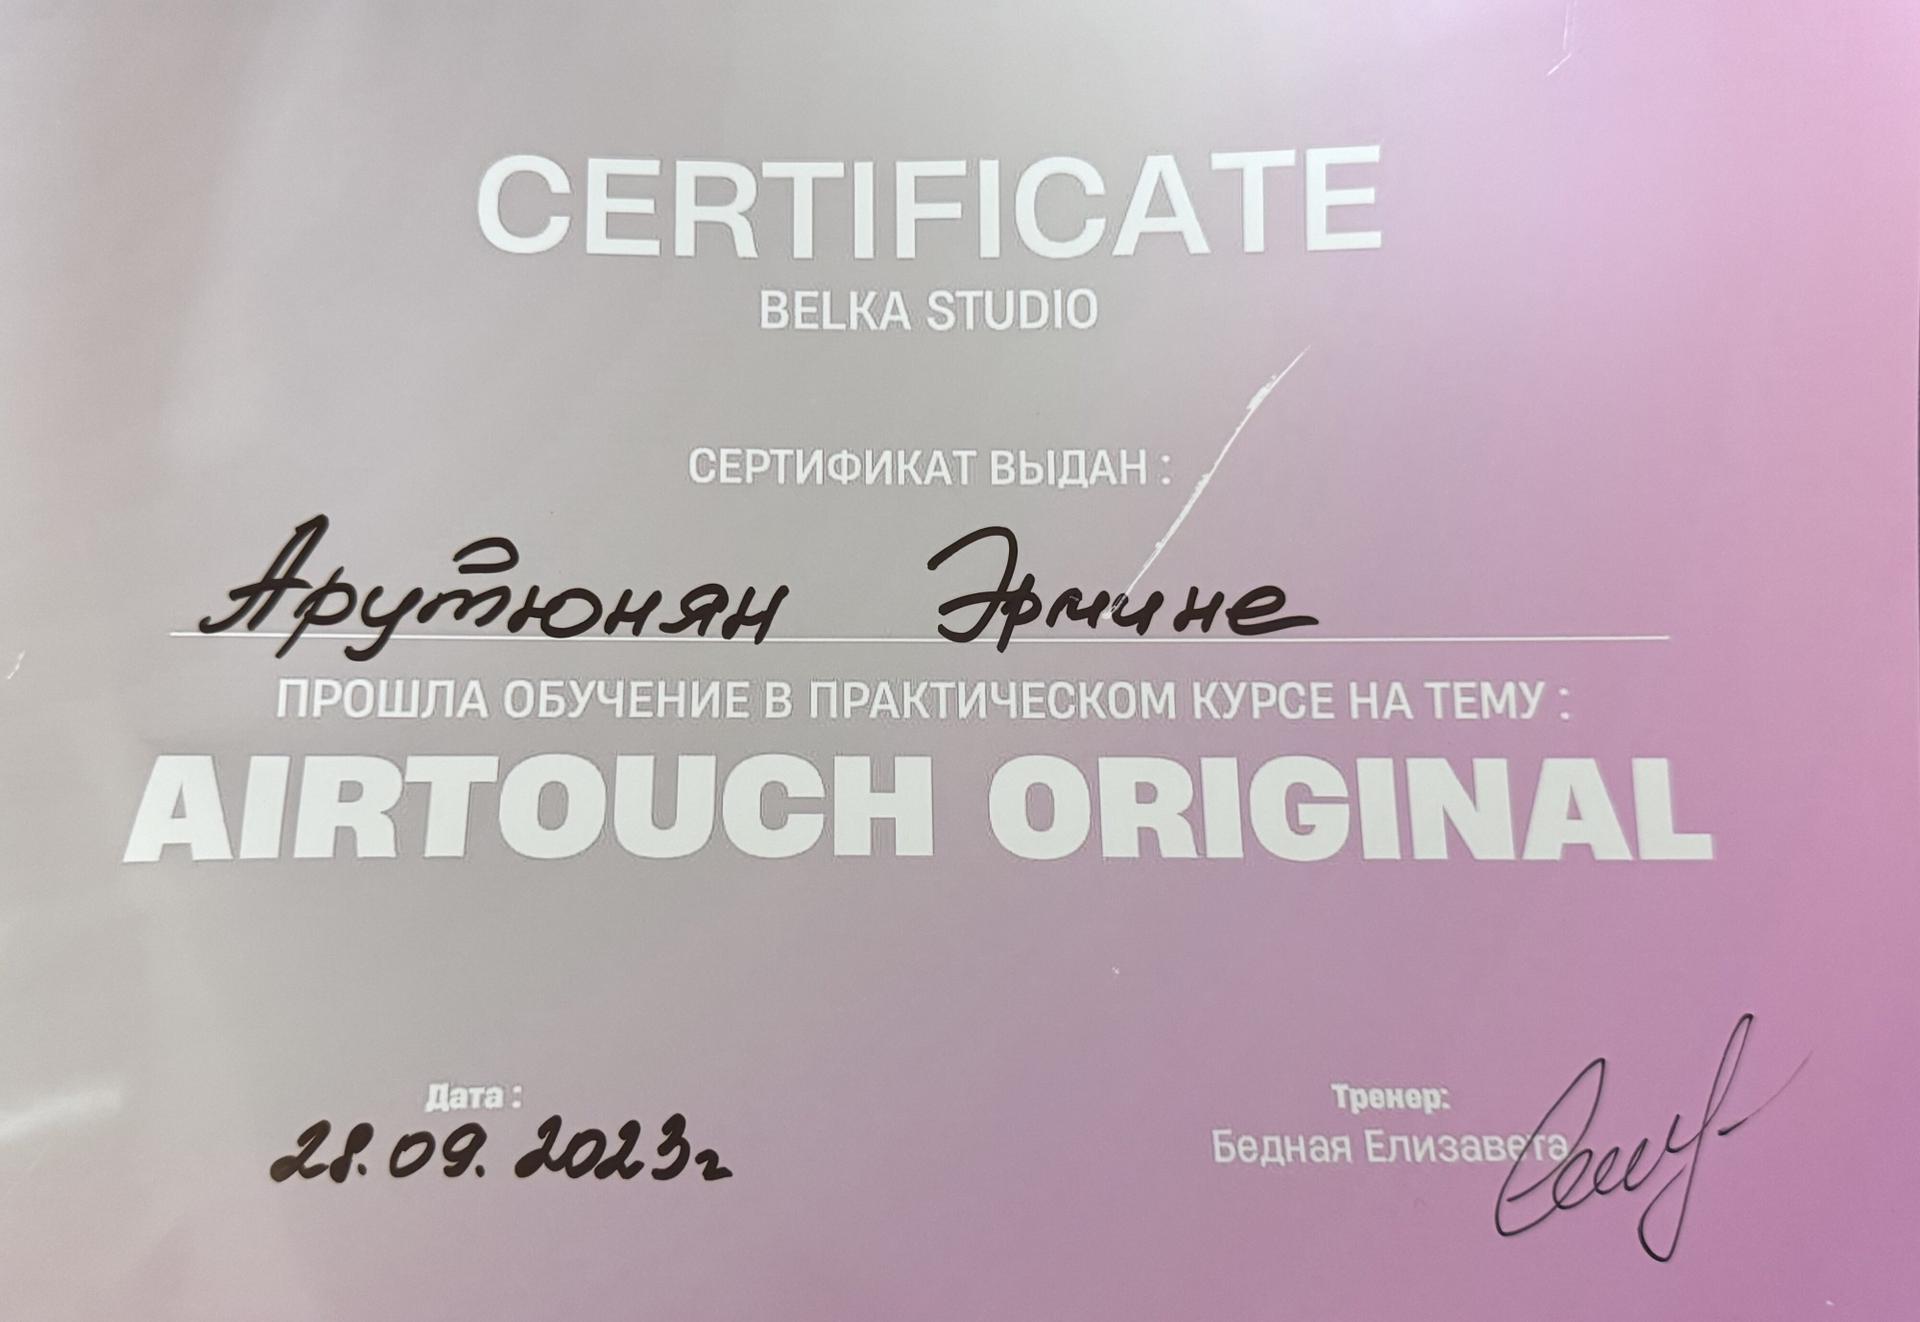 CERTIFICATE
BELKA STUDIO
СЕРТИФИКАТ ВЫДАН :
Арутюнян Эрмине
ПРОШЛА ОБУЧЕНИЕ В ПРАКТИЧЕСКОМ КУРСЕ НА ТЕМУ :
AIRTOUCH ORIGINAL
Дата :
28.09.2023г
Тренер:
Бедная Елизавета